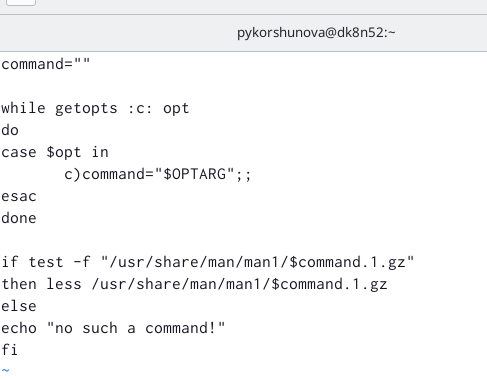 pykorshunova@dk8n52:~
command=""
while getopts :c: opt
do
case $opt in
c)command="$OPTARG";;
esac
done
if test -f "/usr/share/man/man1/$command.1.gz"
then less /usr/share/man/man1/$command.1.gz
else
echo "no such a command!"
fi
~